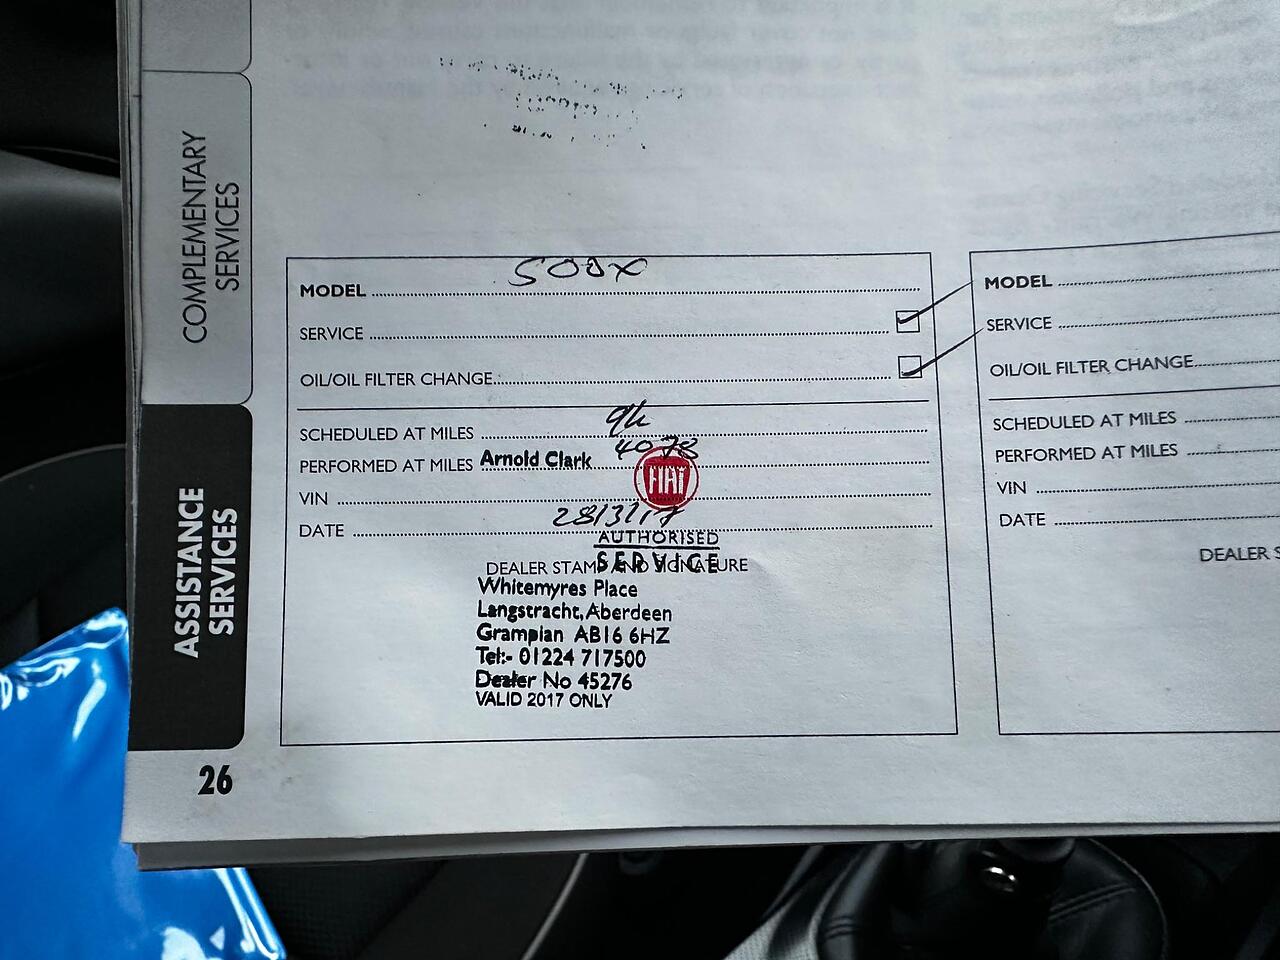 COMPLEMENTARY
SERVICES
ASSISTANCE
SERVICES
MODEL 500X
SERVICE
OIL/OIL FILTER CHANGE
SCHEDULED AT MILES 9k
PERFORMED AT MILES 4078
Arnold Clark
FIAT
VIN
DATE 28/3/17
AUTHORISED
SERVICE
DEALER STAMP AND SIGNATURE
Whitemyres Place
Langstracht, Aberdeen
Grampian AB16 6HZ
Tel:- 01224 717500
Dealer No 45276
VALID 2017 ONLY
26
MODEL
SERVICE
OIL/OIL FILTER CHANGE
SCHEDULED AT MILES
PERFORMED AT MILES
VIN
DATE
DEALER S